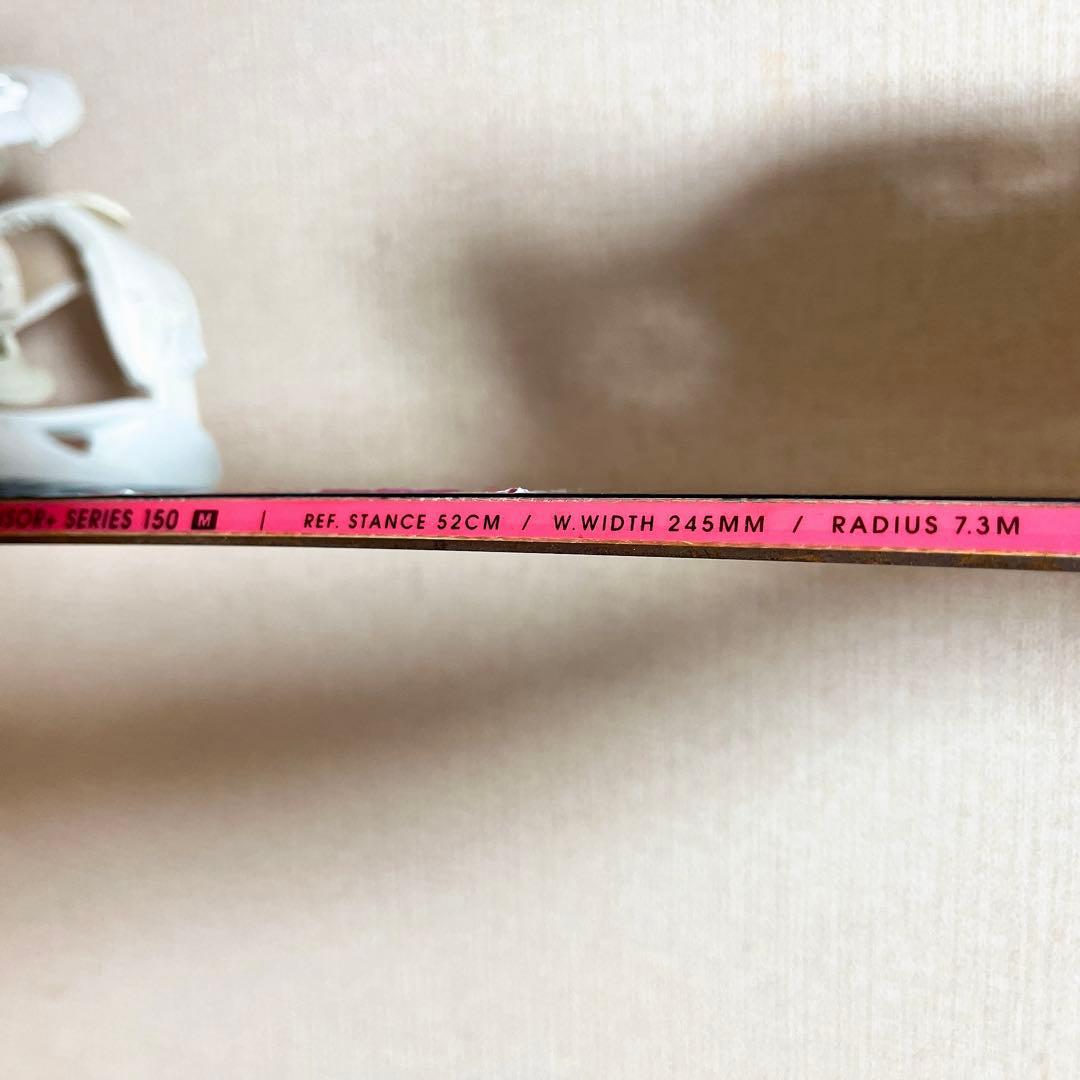 SERIES 150 M | REF. STANCE 52CM / W.WIDTH 245MM / RADIUS 7.3M